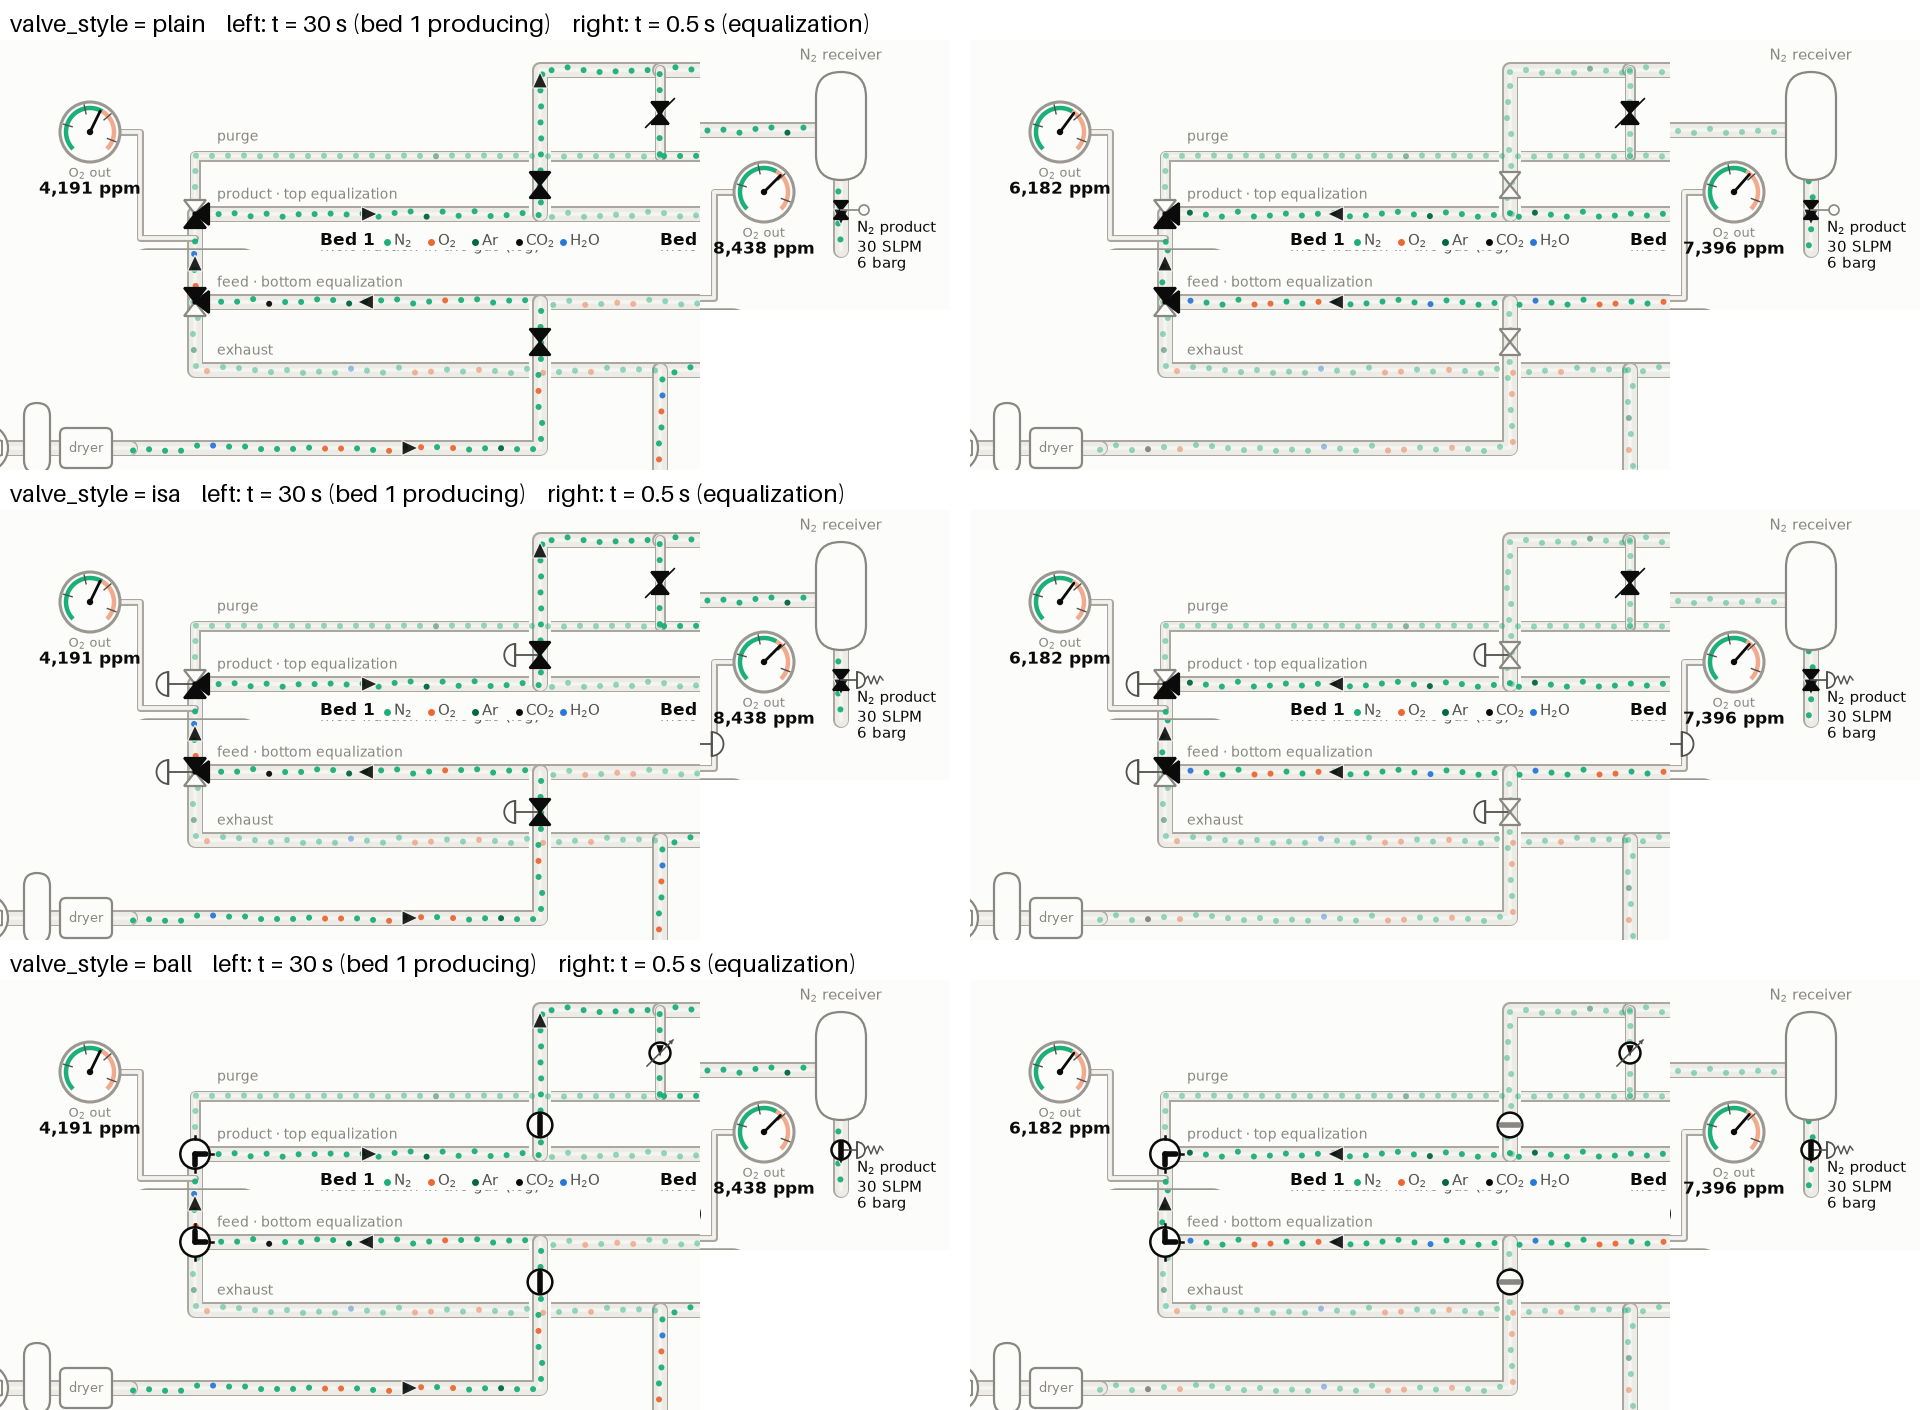 valve_style = plain left: t = 30 s (bed 1 producing) right: t = 0.5 s (equalization)
N₂ receiver
N₂ receiver
purge
purge
O₂ out
4,191 ppm
O₂ out
6,182 ppm
product · top equalization
product · top equalization
O₂ out
8,438 ppm
O₂ out
7,396 ppm
N₂ product
30 SLPM
6 barg
N₂ product
30 SLPM
6 barg
Bed 1 N₂ O₂ Ar CO₂ H₂O Bed
Bed 1 N₂ O₂ Ar CO₂ H₂O Bed
feed · bottom equalization
feed · bottom equalization
exhaust
exhaust
dryer
dryer
valve_style = isa left: t = 30 s (bed 1 producing) right: t = 0.5 s (equalization)
N₂ receiver
N₂ receiver
purge
purge
O₂ out
4,191 ppm
O₂ out
6,182 ppm
product · top equalization
product · top equalization
O₂ out
8,438 ppm
O₂ out
7,396 ppm
N₂ product
30 SLPM
6 barg
N₂ product
30 SLPM
6 barg
Bed 1 N₂ O₂ Ar CO₂ H₂O Bed
Bed 1 N₂ O₂ Ar CO₂ H₂O Bed
feed · bottom equalization
feed · bottom equalization
exhaust
exhaust
dryer
dryer
valve_style = ball left: t = 30 s (bed 1 producing) right: t = 0.5 s (equalization)
N₂ receiver
N₂ receiver
purge
purge
O₂ out
4,191 ppm
O₂ out
6,182 ppm
product · top equalization
product · top equalization
O₂ out
8,438 ppm
O₂ out
7,396 ppm
N₂ product
30 SLPM
6 barg
N₂ product
30 SLPM
6 barg
Bed 1 N₂ O₂ Ar CO₂ H₂O Bed
Bed 1 N₂ O₂ Ar CO₂ H₂O Bed
feed · bottom equalization
feed · bottom equalization
exhaust
exhaust
dryer
dryer